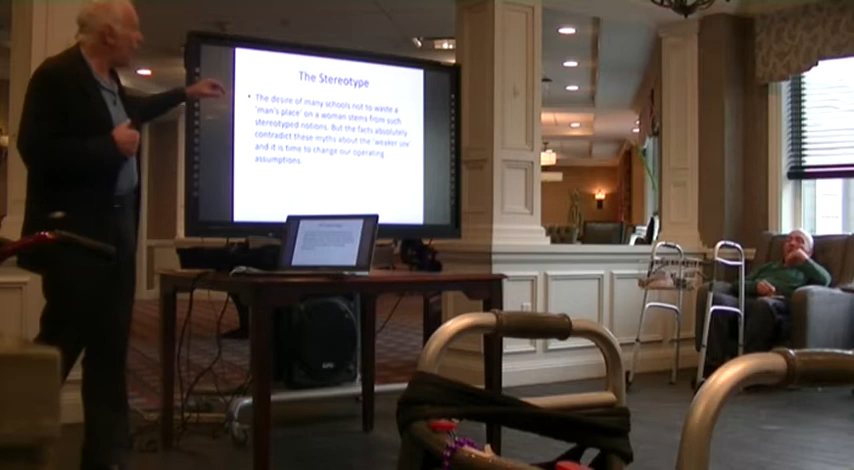 The Stereotype
• The desire of many schools not to waste a
'man's place' on a woman stems from such
stereotyped notions. But the facts absolutely
contradict these myths about the 'weaker sex'
and it is time to change our operating
assumptions.